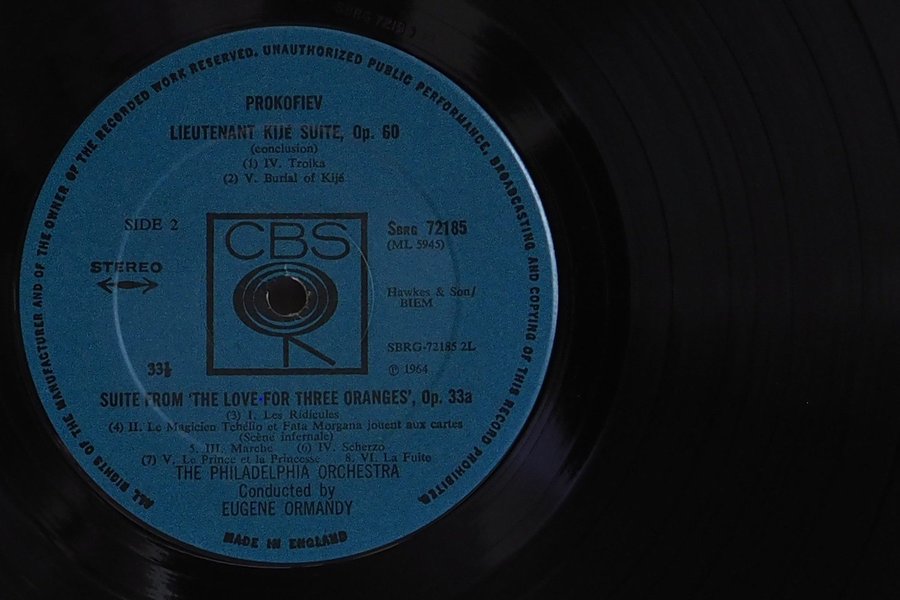 ALL RIGHTS OF THE MANUFACTURER AND OF THE OWNER OF THE RECORDED WORK RESERVED. UNAUTHORIZED PUBLIC PERFORMANCE, BROADCASTING AND COPYING OF THIS RECORD PROHIBITED
PROKOFIEV
LIEUTENANT KIJÉ SUITE, Op. 60
(conclusion)
(1) IV. Troika
(2) V. Burial of Kijé
SIDE 2
CBS
SBRG 72185
(ML 5945)
STEREO
Hawkes & Son/
BIEM
SBRG-72185 2L
33⅓
℗ 1964
SUITE FROM 'THE LOVE FOR THREE ORANGES', Op. 33a
(3) I. Les Ridicules
(4) II. Le Magicien Tchélio et Fata Morgana jouent aux cartes
(Scène infernale)
5. III. Marche (6) IV. Scherzo
(7) V. Le Prince et la Princesse 8. VI. La Fuite
THE PHILADELPHIA ORCHESTRA
Conducted by
EUGENE ORMANDY
MADE IN ENGLAND